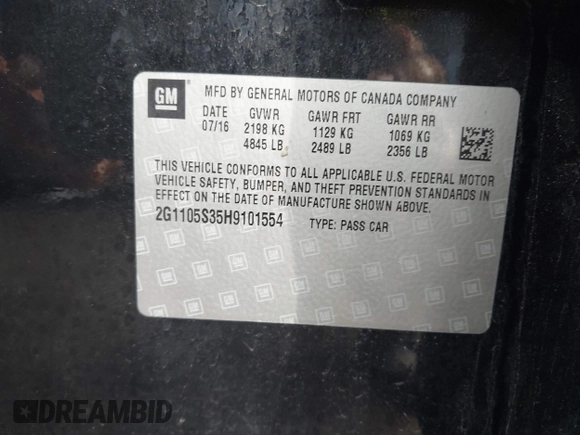 GM
MFD BY GENERAL MOTORS OF CANADA COMPANY
DATE GVWR GAWR FRT GAWR RR
07/16 2198 KG 1129 KG 1069 KG
4845 LB 2489 LB 2356 LB
THIS VEHICLE CONFORMS TO ALL APPLICABLE U.S. FEDERAL MOTOR
VEHICLE SAFETY, BUMPER, AND THEFT PREVENTION STANDARDS IN
EFFECT ON THE DATE OF MANUFACTURE SHOWN ABOVE.
2G1105S35H9101554 TYPE: PASS CAR
DREAMBID